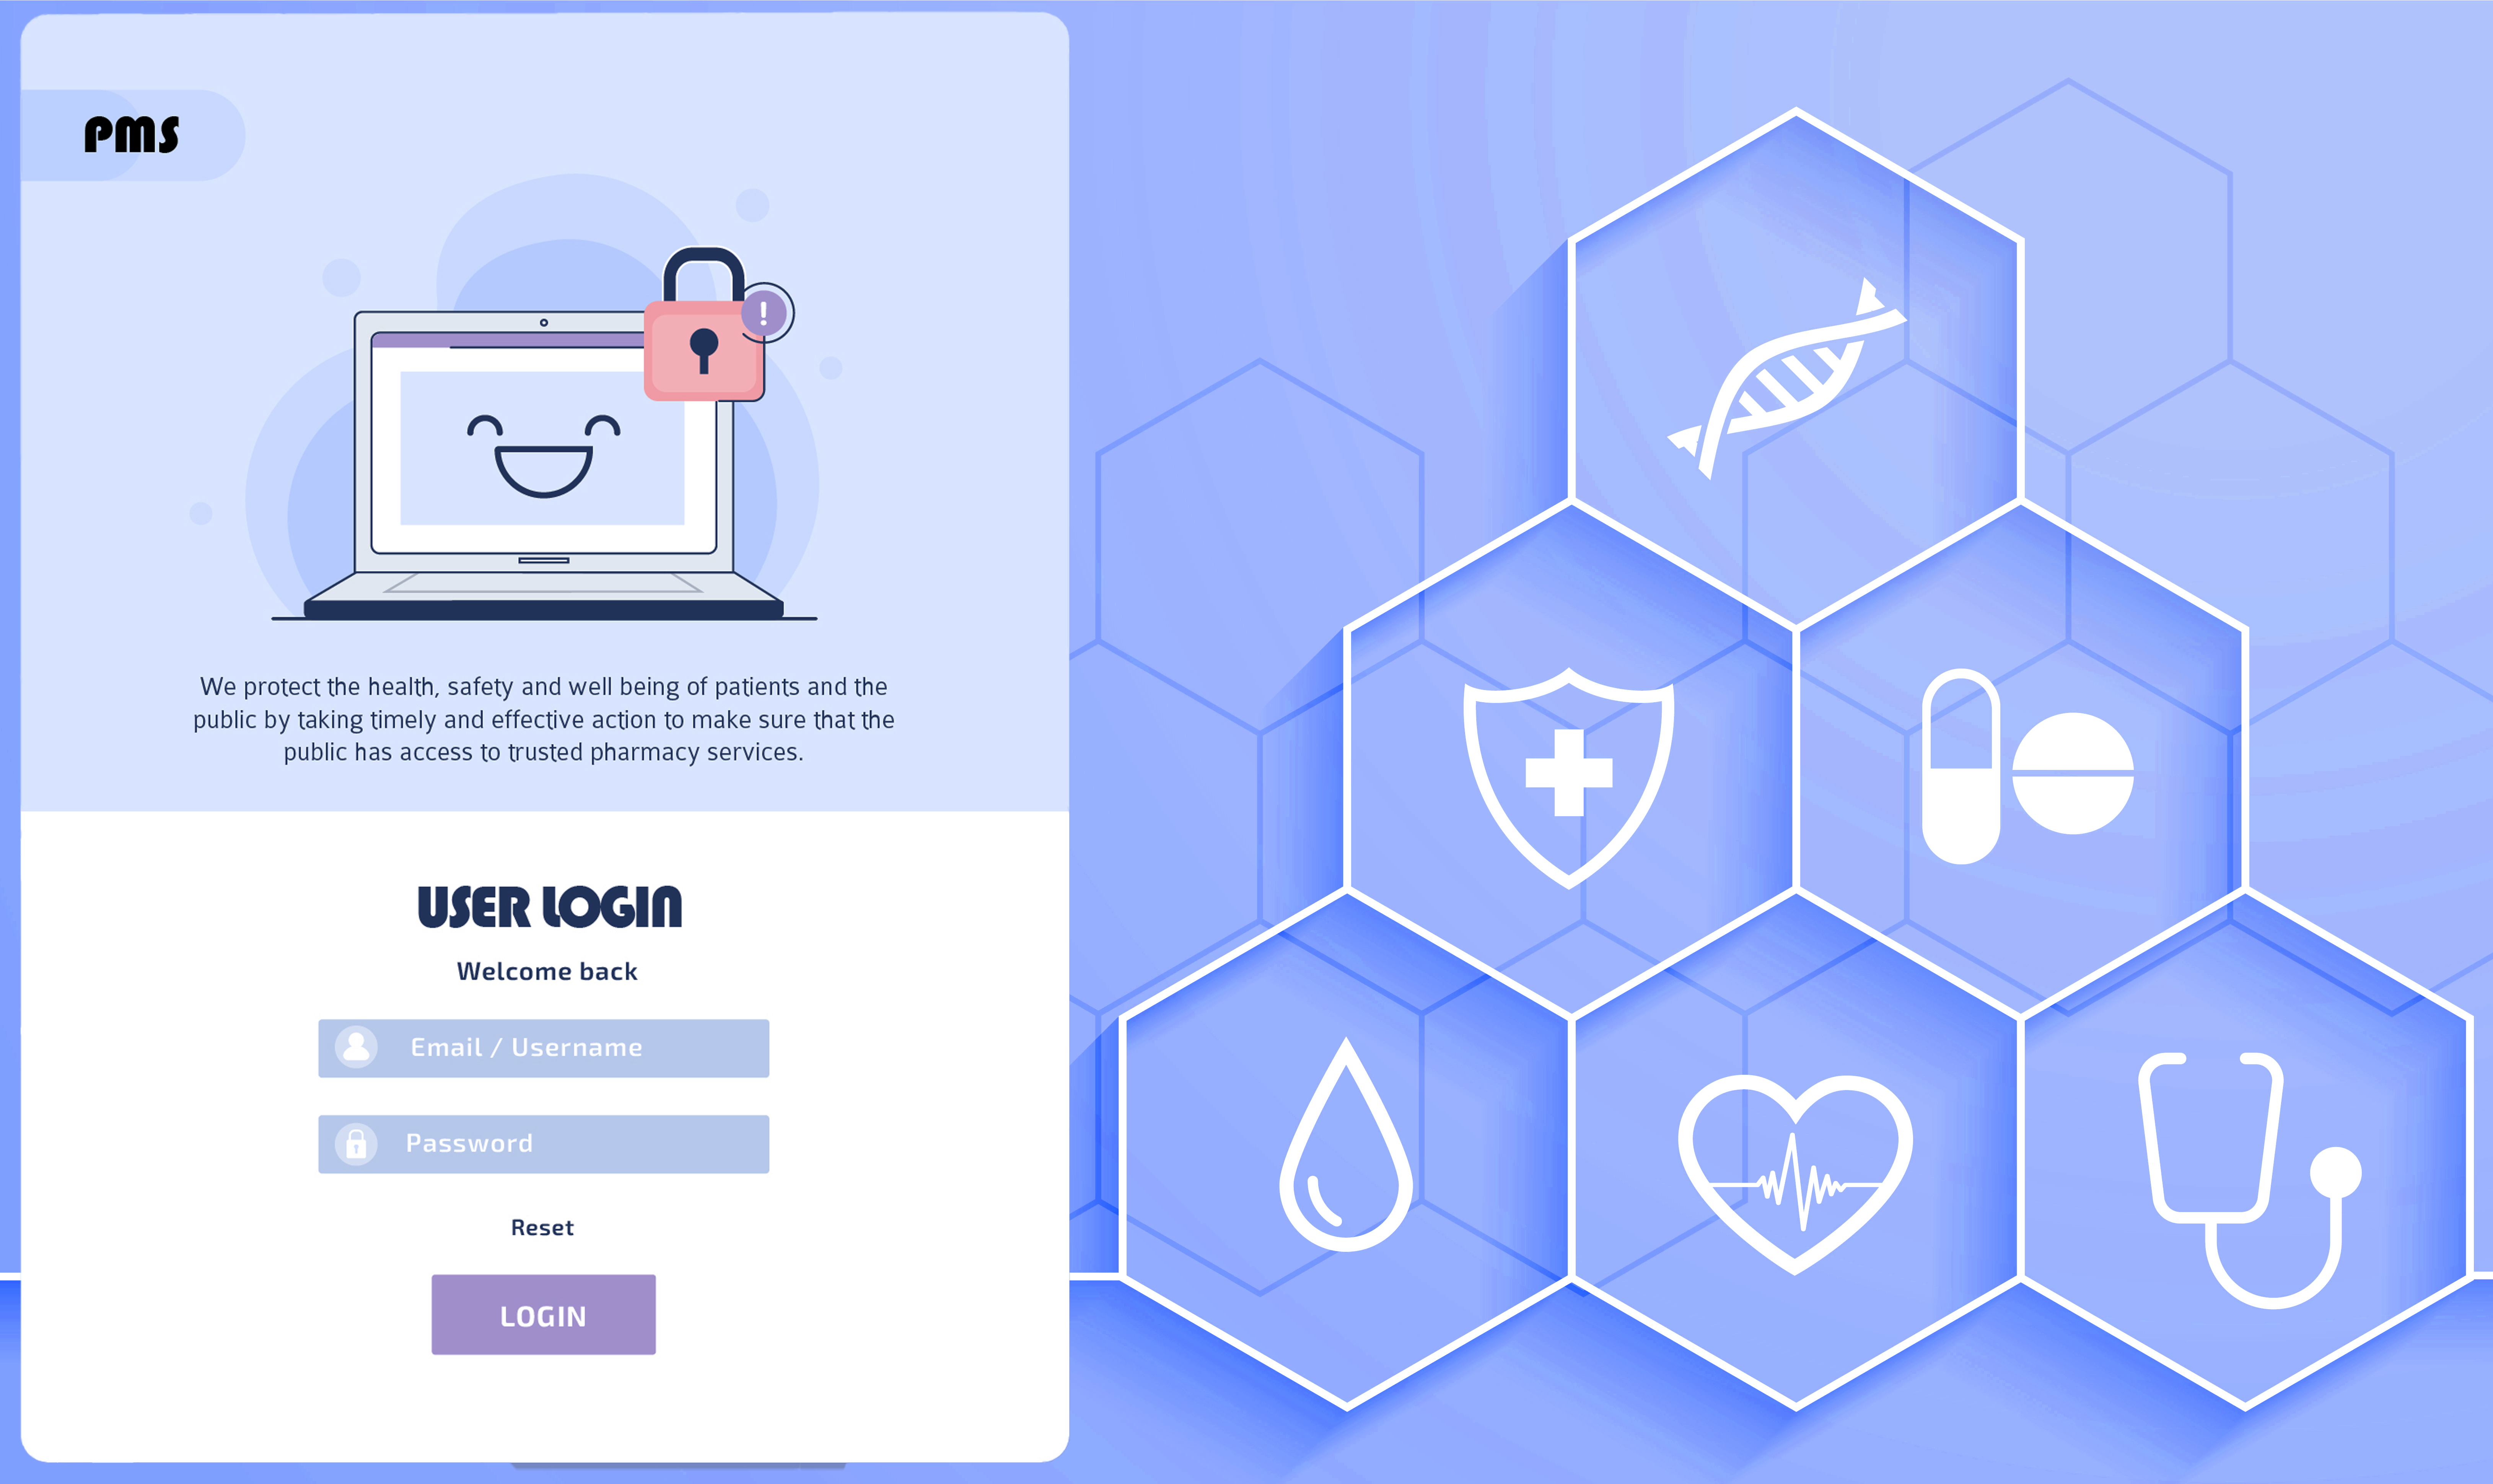 PMS
!
We protect the health, safety and well being of patients and the
public by taking timely and effective action to make sure that the
public has access to trusted pharmacy services.
USER LOGIN
Welcome back
Email / Username
Password
Reset
LOGIN